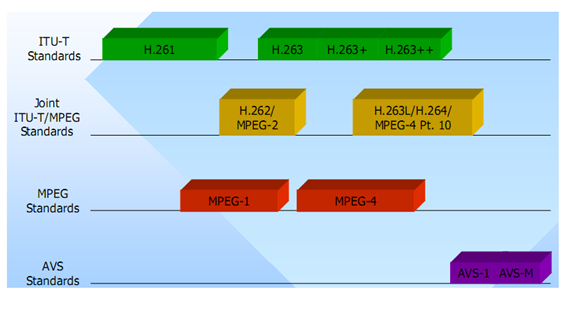 ITU-T
Standards
H.261
H.263 H.263+ H.263++
Joint
ITU-T/MPEG
Standards
H.262/
MPEG-2
H.263L/H.264/
MPEG-4 Pt. 10
MPEG
Standards
MPEG-1
MPEG-4
AVS
Standards
AVS-1 AVS-M